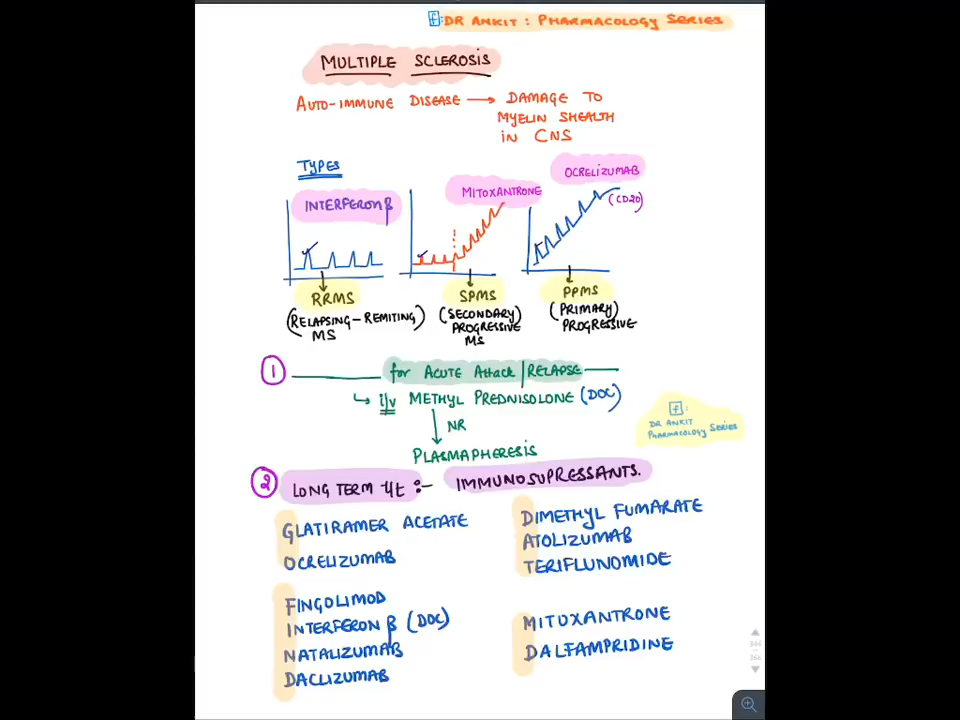 f: DR ANKIT : PHARMACOLOGY SERIES
MULTIPLE SCLEROSIS
AUTO-IMMUNE DISEASE → DAMAGE TO
MYELIN SHEALTH
IN CNS
TYPES
INTERFERON β
MITOXANTRONE
OCRELIZUMAB
(CD20)
RRMS
(RELAPSING-REMITING)
MS
SPMS
(SECONDARY)
PROGRESSIVE
MS
PPMS
(PRIMARY)
PROGRESSIVE
1 for ACUTE Attack/RELAPSE
↳ i/v METHYL PREDNISOLONE (DOC)
NR
PLASMAPHERESIS
f:
DR ANKIT
PHARMACOLOGY SERIES
2 LONG TERM t/t :- IMMUNOSUPRESSANTS.
GLATIRAMER ACETATE
OCRELIZUMAB
FINGOLIMOD
INTERFERON β (DOC)
NATALIZUMAB
DACLIZUMAB
DIMETHYL FUMARATE
ATOLIZUMAB
TERIFLUNOMIDE
MITOXANTRONE
DALFAMPRIDINE
366